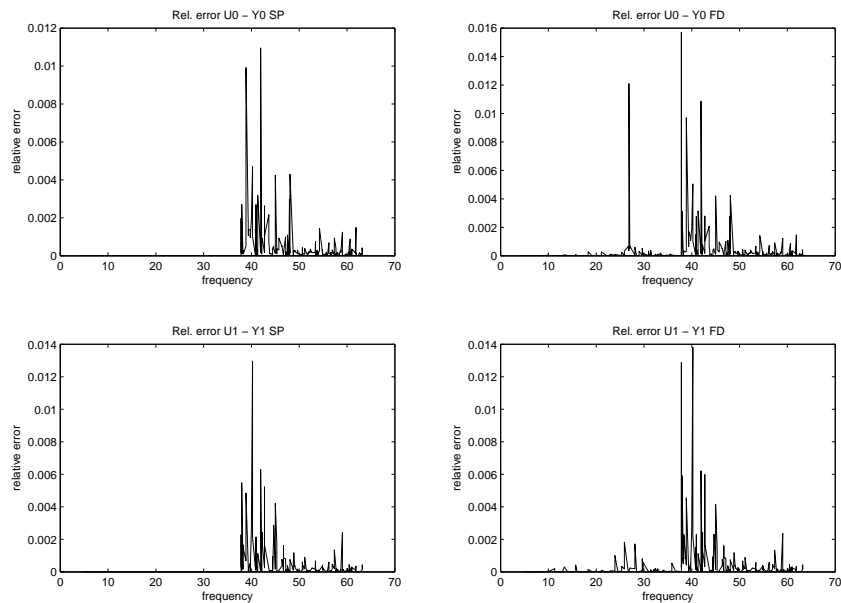 Rel. error U0 − Y0 SP
0.012
0.01
0.008
0.006
0.004
0.002
0
relative error
0 10 20 30 40 50 60 70
frequency
Rel. error U0 − Y0 FD
0.016
0.014
0.012
0.01
0.008
0.006
0.004
0.002
0
relative error
0 10 20 30 40 50 60 70
frequency
Rel. error U1 − Y1 SP
0.014
0.012
0.01
0.008
0.006
0.004
0.002
0
relative error
0 10 20 30 40 50 60 70
frequency
Rel. error U1 − Y1 FD
0.014
0.012
0.01
0.008
0.006
0.004
0.002
0
relative error
0 10 20 30 40 50 60 70
frequency